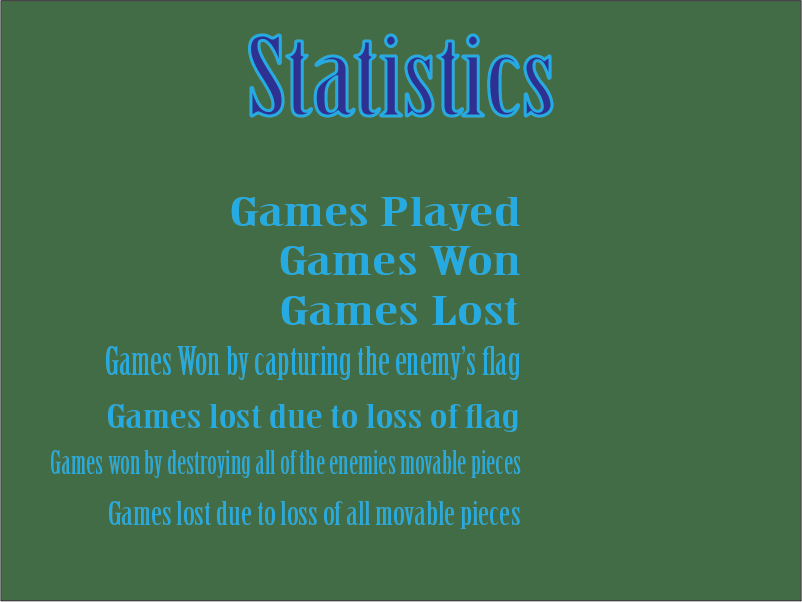 Statistics
Games Played
Games Won
Games Lost
Games Won by capturing the enemy’s flag
Games lost due to loss of flag
Games won by destroying all of the enemies movable pieces
Games lost due to loss of all movable pieces